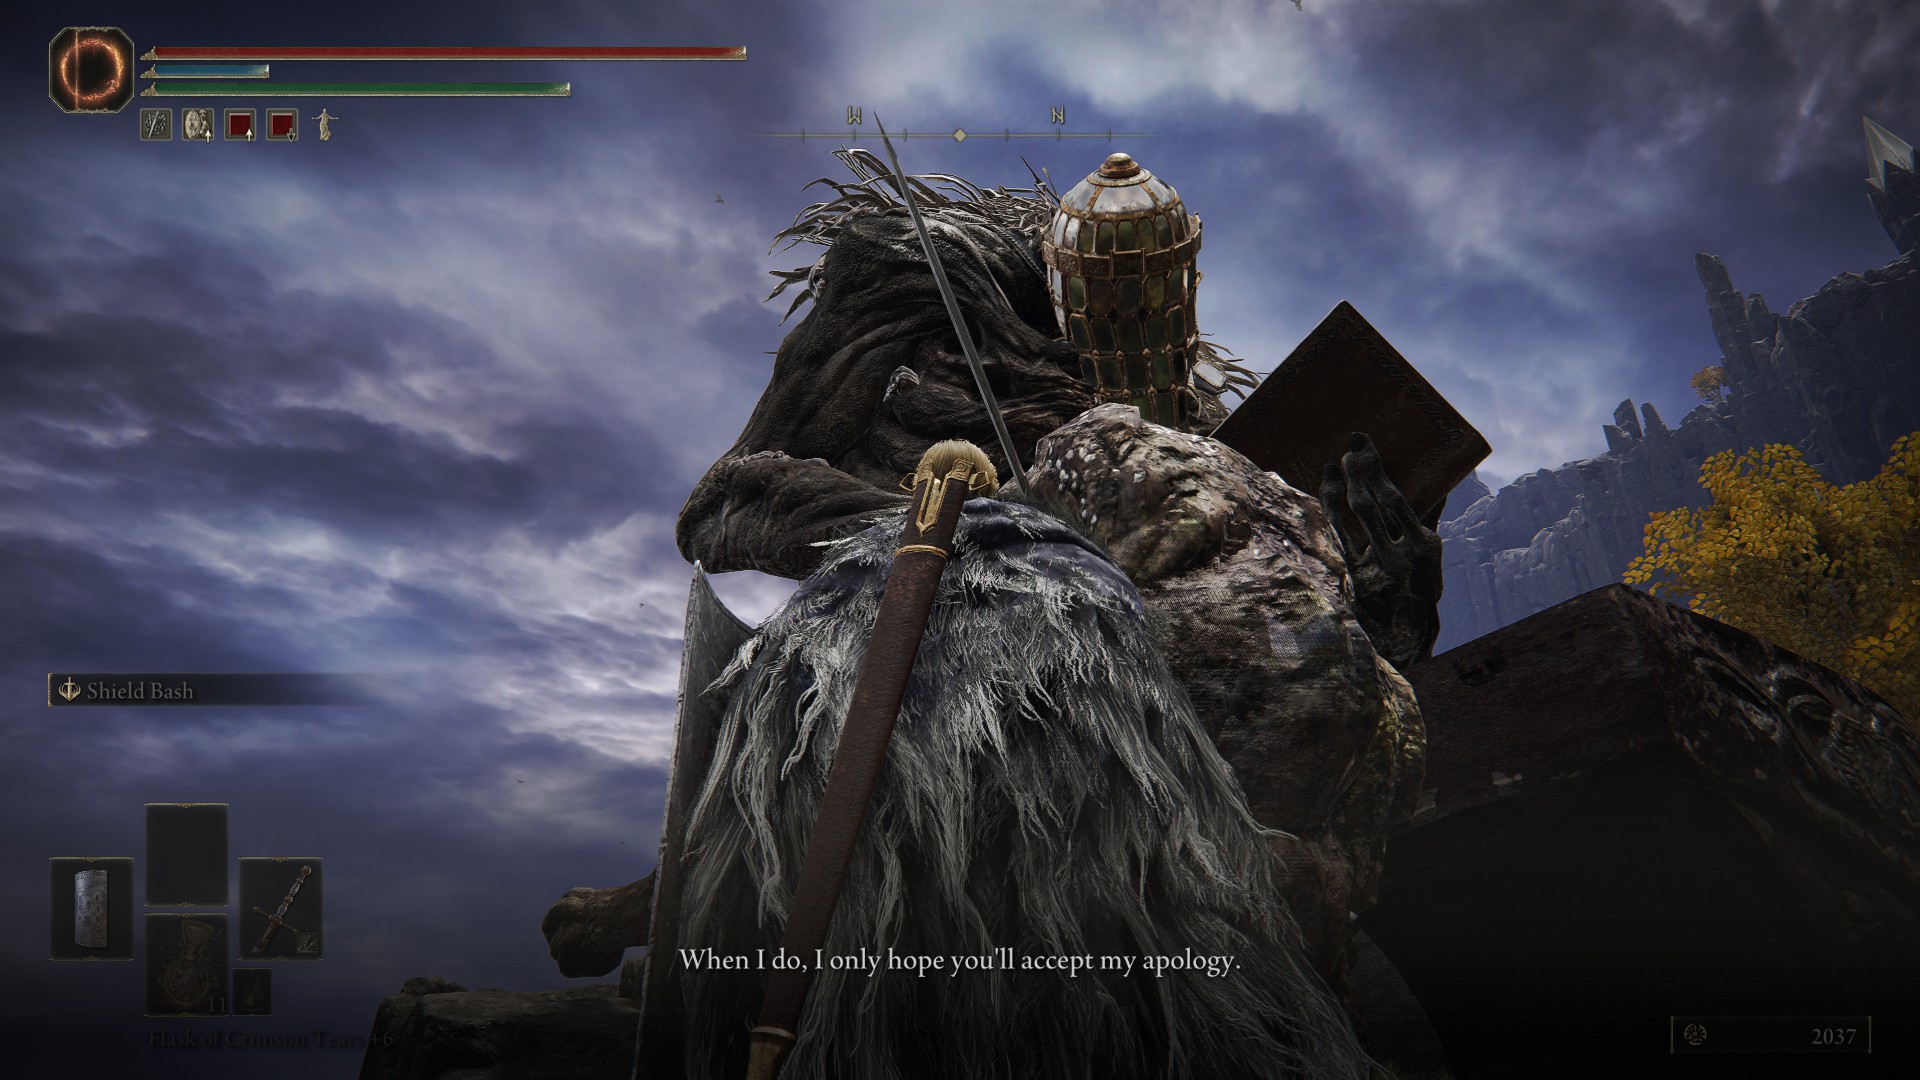 W
N
Shield Bash
When I do, I only hope you'll accept my apology.
11
Flask of Crimson Tears +6
2037